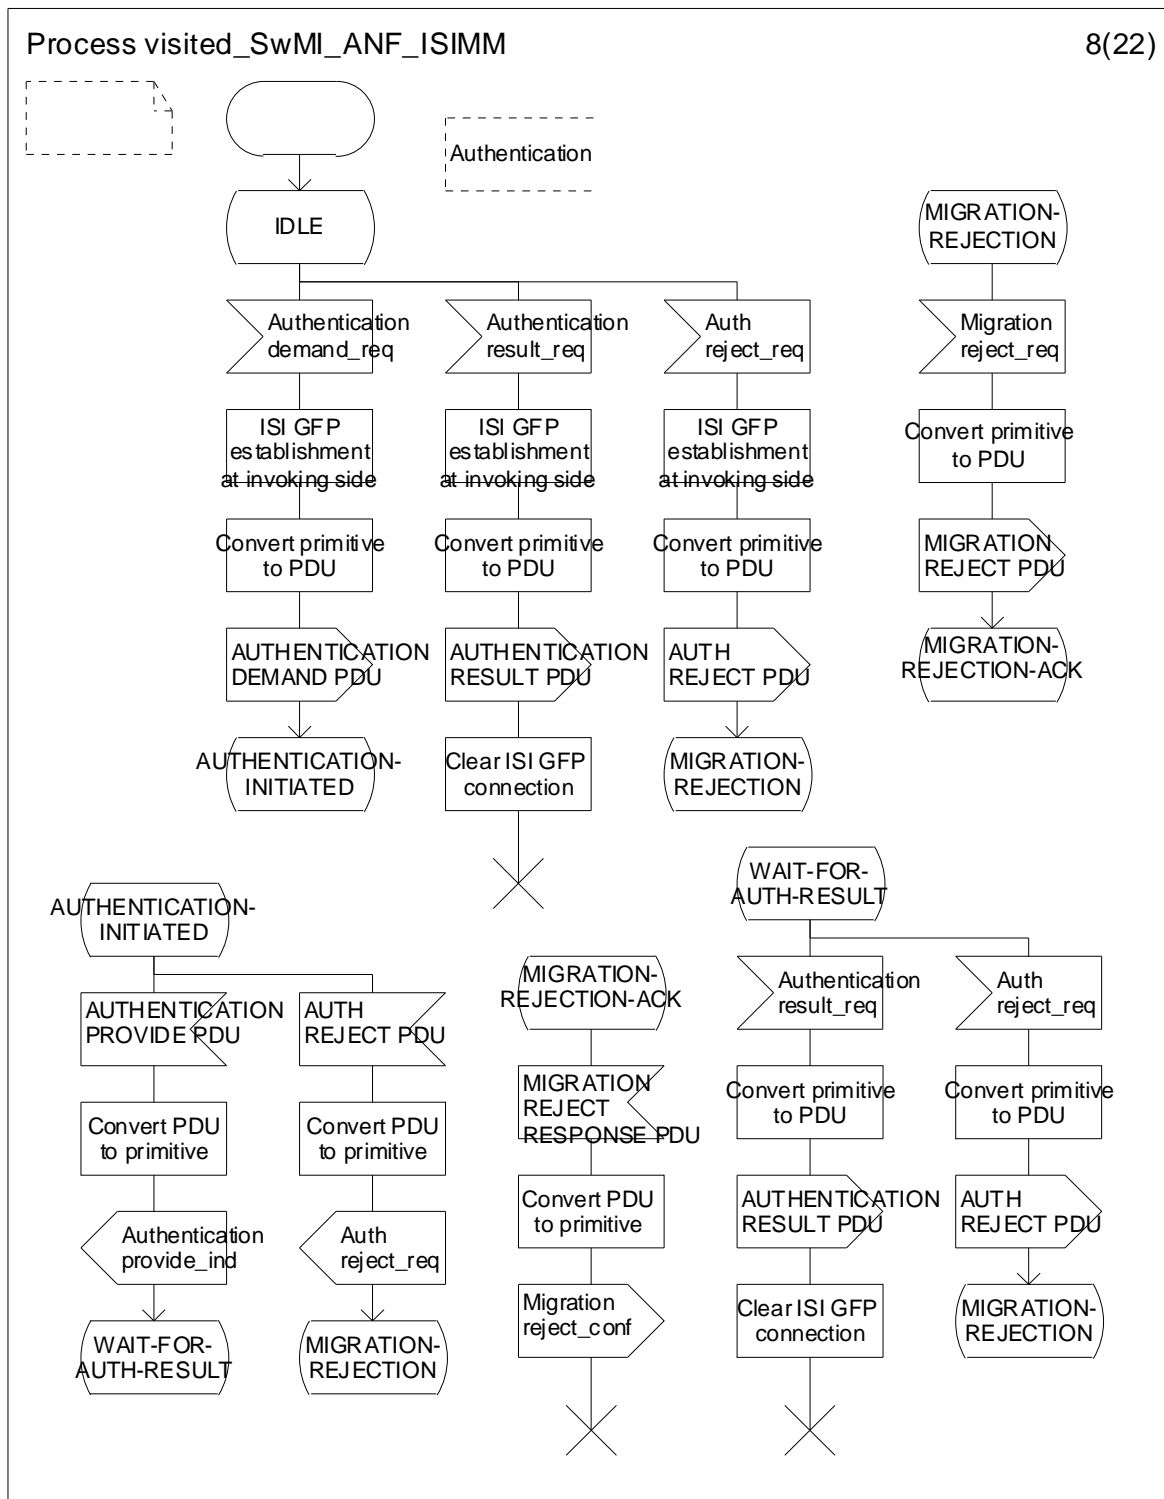 Process visited_SwMI_ANF_ISIMM
8(22)
Authentication
IDLE
MIGRATION-
REJECTION
Authentication
demand_req
Authentication
result_req
Auth
reject_req
Migration
reject_req
ISI GFP
establishment
at invoking side
ISI GFP
establishment
at invoking side
ISI GFP
establishment
at invoking side
Convert primitive
to PDU
Convert primitive
to PDU
Convert primitive
to PDU
Convert primitive
to PDU
MIGRATION
REJECT PDU
AUTHENTICATION
DEMAND PDU
AUTHENTICATION
RESULT PDU
AUTH
REJECT PDU
MIGRATION-
REJECTION-ACK
AUTHENTICATION-
INITIATED
Clear ISI GFP
connection
MIGRATION-
REJECTION
AUTHENTICATION-
INITIATED
WAIT-FOR-
AUTH-RESULT
AUTHENTICATION
PROVIDE PDU
AUTH
REJECT PDU
MIGRATION-
REJECTION-ACK
Authentication
result_req
Auth
reject_req
Convert PDU
to primitive
Convert PDU
to primitive
MIGRATION
REJECT
RESPONSE PDU
Convert primitive
to PDU
Convert primitive
to PDU
Authentication
provide_ind
Auth
reject_req
Convert PDU
to primitive
AUTHENTICATION
RESULT PDU
AUTH
REJECT PDU
WAIT-FOR-
AUTH-RESULT
MIGRATION-
REJECTION
Migration
reject_conf
Clear ISI GFP
connection
MIGRATION-
REJECTION